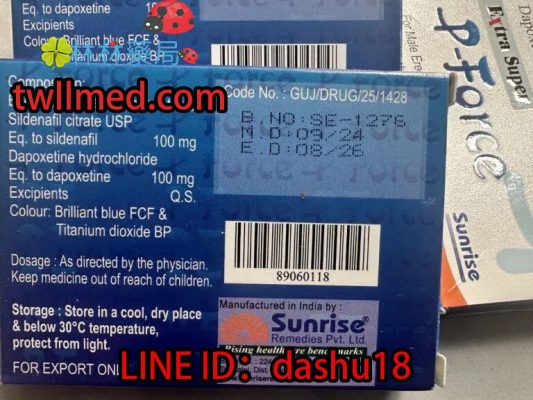 Eq. to dapoxetine
Excipients
Colour: Brilliant blue FCF &
Titanium dioxide BP
twllmed.com
Sildenafil citrate USP
Eq. to sildenafil 100 mg
Dapoxetine hydrochloride
Eq. to dapoxetine 100 mg
Excipients Q.S.
Colour: Brilliant blue FCF &
Titanium dioxide BP
Dosage : As directed by the physician.
Keep medicine out of reach of children.
Storage : Store in a cool, dry place
& below 30°C temperature,
protect from light.
FOR EXPORT ONLY
Code No. : GUJ/DRUG/25/1428
B.NO:SE-1276
M D:09/24
E.D:08/26
89060118
Manufactured in India by :
Sunrise®
Remedies Pvt. Ltd.
Rising healthcare benchmarks
LINE ID：dashu18
Extra Super
P-Force
Sunrise